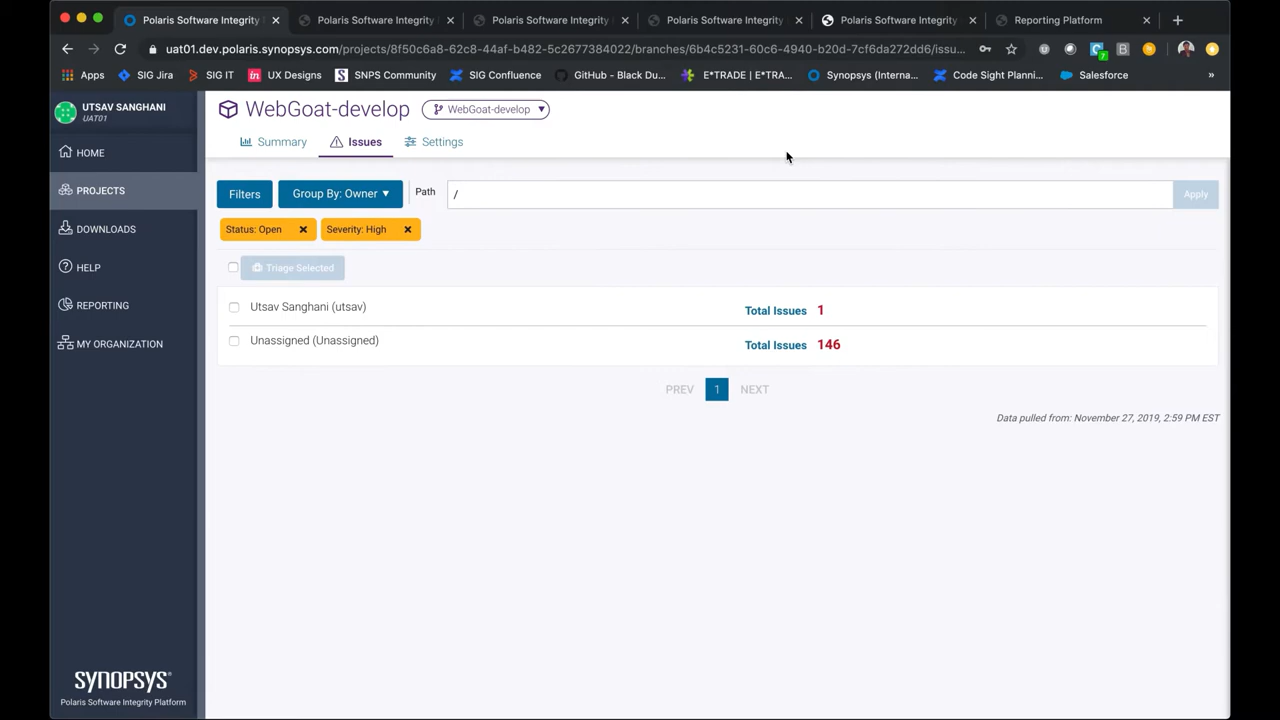 Polaris Software Integrity
Polaris Software Integrity
Polaris Software Integrity
Polaris Software Integrity
Polaris Software Integrity
Reporting Platform
uat01.dev.polaris.synopsys.com/projects/8f50c6a8-62c8-44af-b482-5c2677384022/branches/6b4c5231-60c6-4940-b20d-7cf6da272dd6/issu...
Apps SIG Jira SIG IT UX Designs SNPS Community SIG Confluence GitHub - Black Du... E*TRADE | E*TRA... Synopsys (Interna... Code Sight Planni... Salesforce »
UTSAV SANGHANI
UAT01
HOME
PROJECTS
DOWNLOADS
HELP
REPORTING
MY ORGANIZATION
SYNOPSYS®
Polaris Software Integrity Platform
WebGoat-develop WebGoat-develop
Summary Issues Settings
Filters Group By: Owner Path / Apply
Status: Open Severity: High
Triage Selected
Utsav Sanghani (utsav) Total Issues 1
Unassigned (Unassigned) Total Issues 146
PREV 1 NEXT
Data pulled from: November 27, 2019, 2:59 PM EST